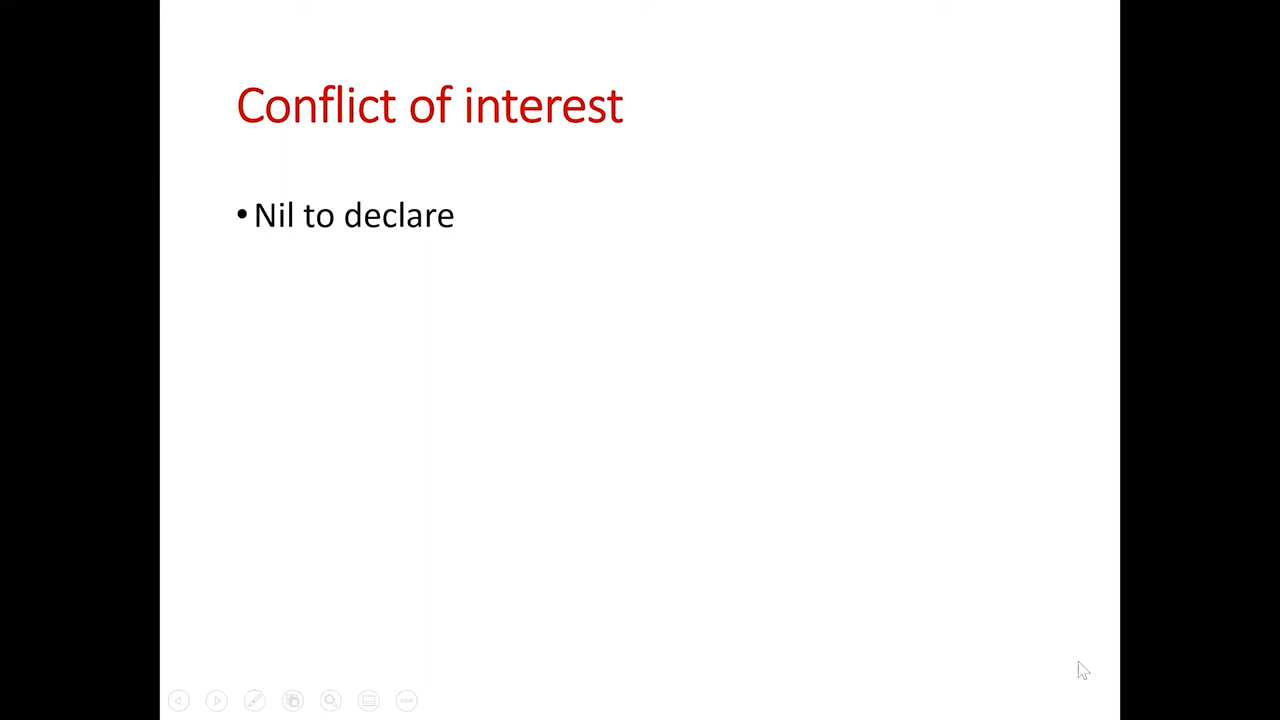 Conflict of interest
• Nil to declare